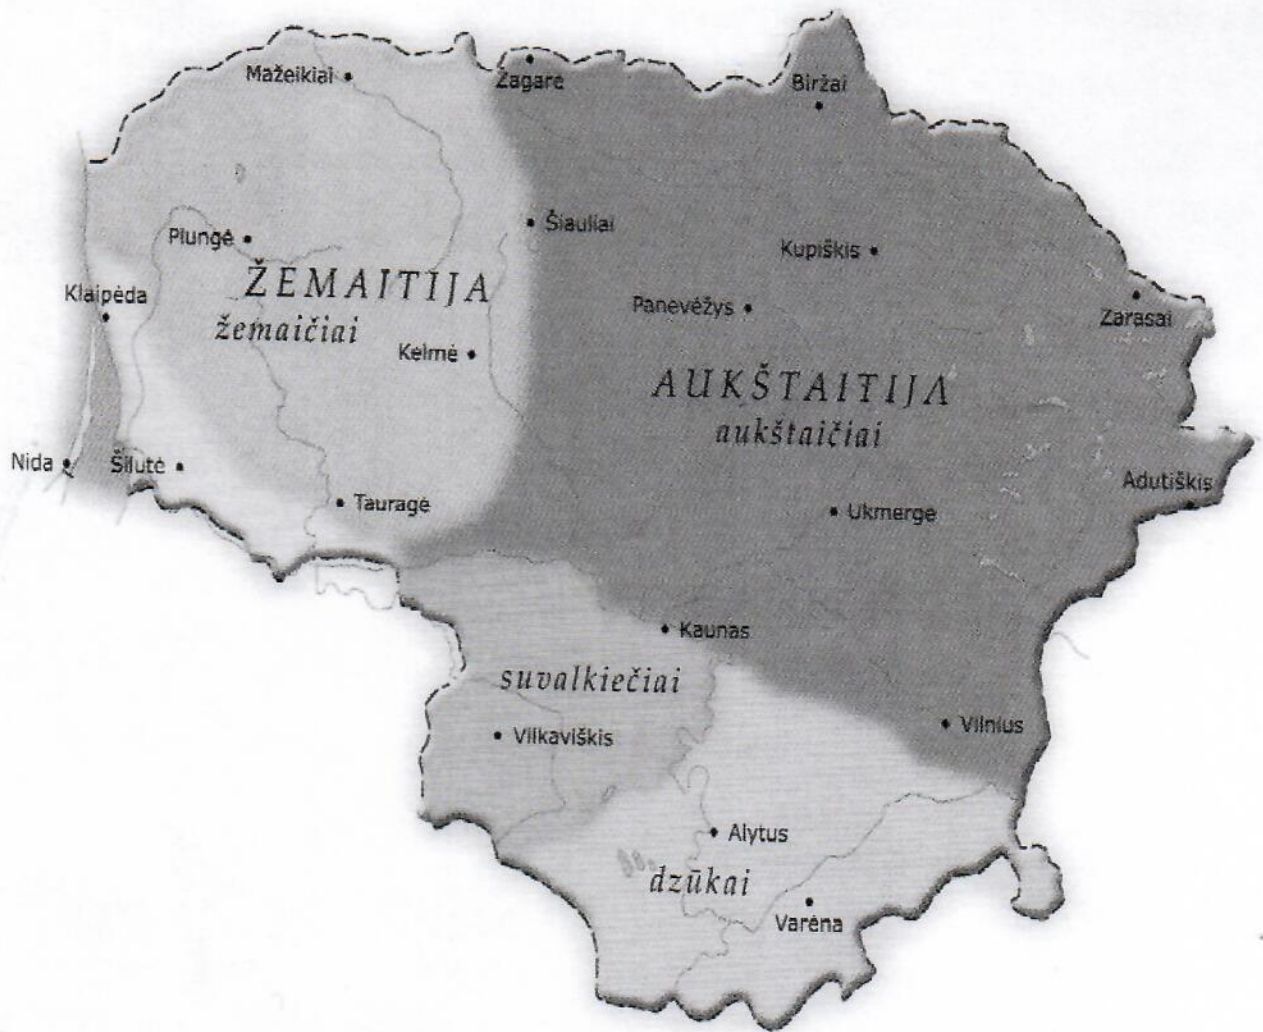 Mažeikiai
Žagarė
Biržai
Šiauliai
Plungė
Kupiškis
ŽEMAITIJA
Klaipėda
Panevėžys
Zarasai
žemaičiai
Kelmė
AUKŠTAITIJA
aukštaičiai
Nida
Šilutė
Adutiškis
Tauragė
Ukmerge
Kaunas
suvalkiečiai
Vilnius
Vilkaviškis
Alytus
dzūkai
Varėna